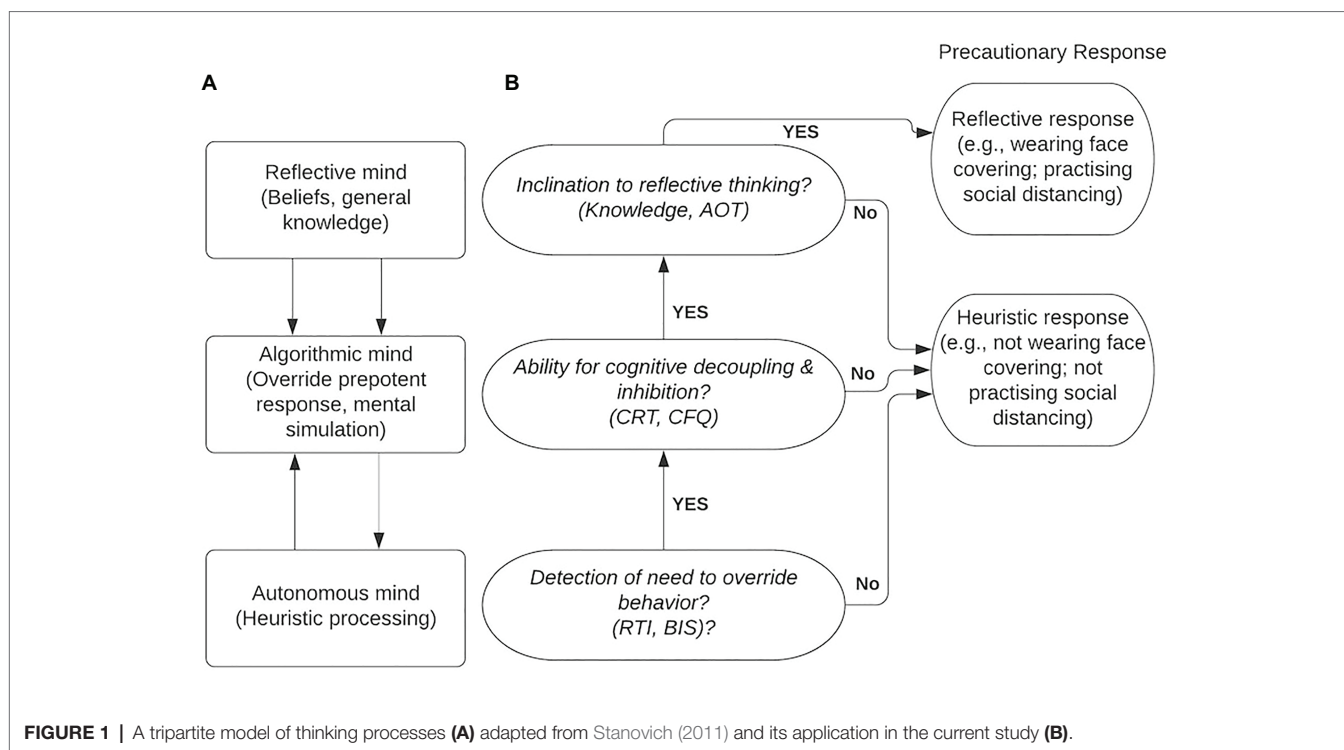 Precautionary Response
A
B
Reflective mind
(Beliefs, general
knowledge)
Algorithmic mind
(Override prepotent
response, mental
simulation)
Autonomous mind
(Heuristic processing)
Inclination to reflective thinking?
(Knowledge, AOT)
YES
No
YES
Ability for cognitive decoupling &
inhibition?
(CRT, CFQ)
No
YES
Detection of need to override
behavior?
(RTI, BIS)?
No
Reflective response
(e.g., wearing face
covering; practising
social distancing)
Heuristic response
(e.g., not wearing face
covering; not
practising social
distancing)
FIGURE 1 | A tripartite model of thinking processes (A) adapted from Stanovich (2011) and its application in the current study (B).